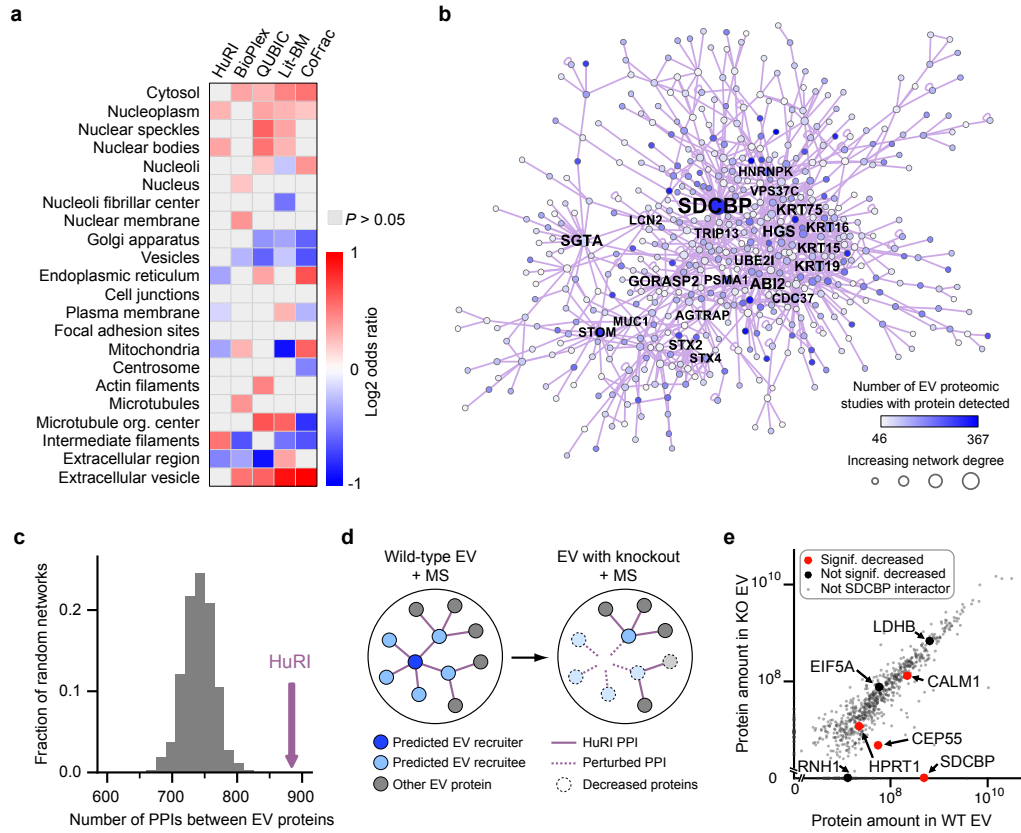 a
HuRI
BioPlex
QUBIC
Lit-BM
CoFrac
Cytosol
Nucleoplasm
Nuclear speckles
Nuclear bodies
Nucleoli
Nucleus
Nucleoli fibrillar center
Nuclear membrane
Golgi apparatus
Vesicles
Endoplasmic reticulum
Cell junctions
Plasma membrane
Focal adhesion sites
Mitochondria
Centrosome
Actin filaments
Microtubules
Microtubule org. center
Intermediate filaments
Extracellular region
Extracellular vesicle
P > 0.05
1
0
-1
Log2 odds ratio
b
HNRNPK
VPS37C
SDCBP
KRT75
LCN2
TRIP13
HGS
KRT16
SGTA
KRT15
UBE2I
KRT19
GORASP2
PSMA1
ABI2
CDC37
AGTRAP
MUC1
STOM
STX2
STX4
Number of EV proteomic
studies with protein detected
46
367
Increasing network degree
c
Fraction of random networks
0.2
0.1
0.0
HuRI
600
700
800
900
Number of PPIs between EV proteins
d
Wild-type EV
+ MS
EV with knockout
+ MS
Predicted EV recruiter
Predicted EV recruitee
Other EV protein
HuRI PPI
Perturbed PPI
Decreased proteins
e
Signif. decreased
Not signif. decreased
Not SDCBP interactor
Protein amount in KO EV
10^10
10^8
0
LDHB
EIF5A
CALM1
CEP55
RNH1
HPRT1
SDCBP
0
10^8
10^10
Protein amount in WT EV